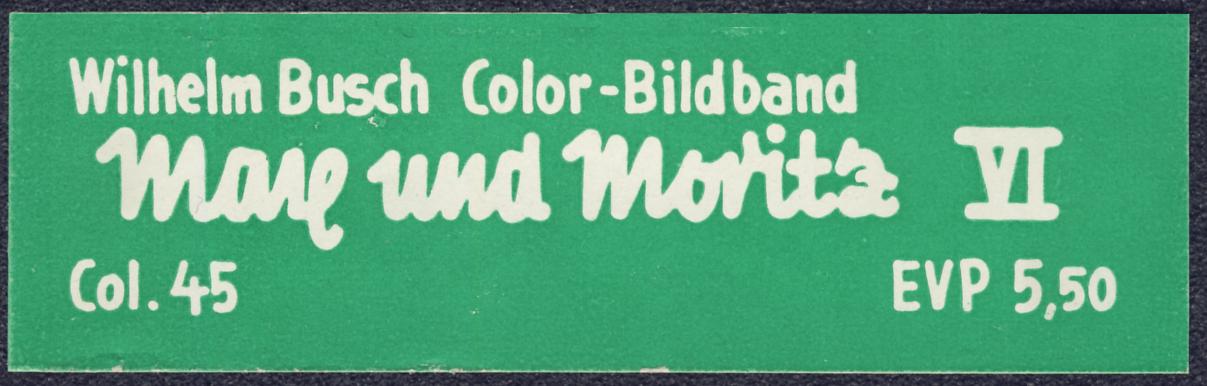 Wilhelm Busch Color-Bildband
Max und Moritz VI
Col. 45
EVP 5,50